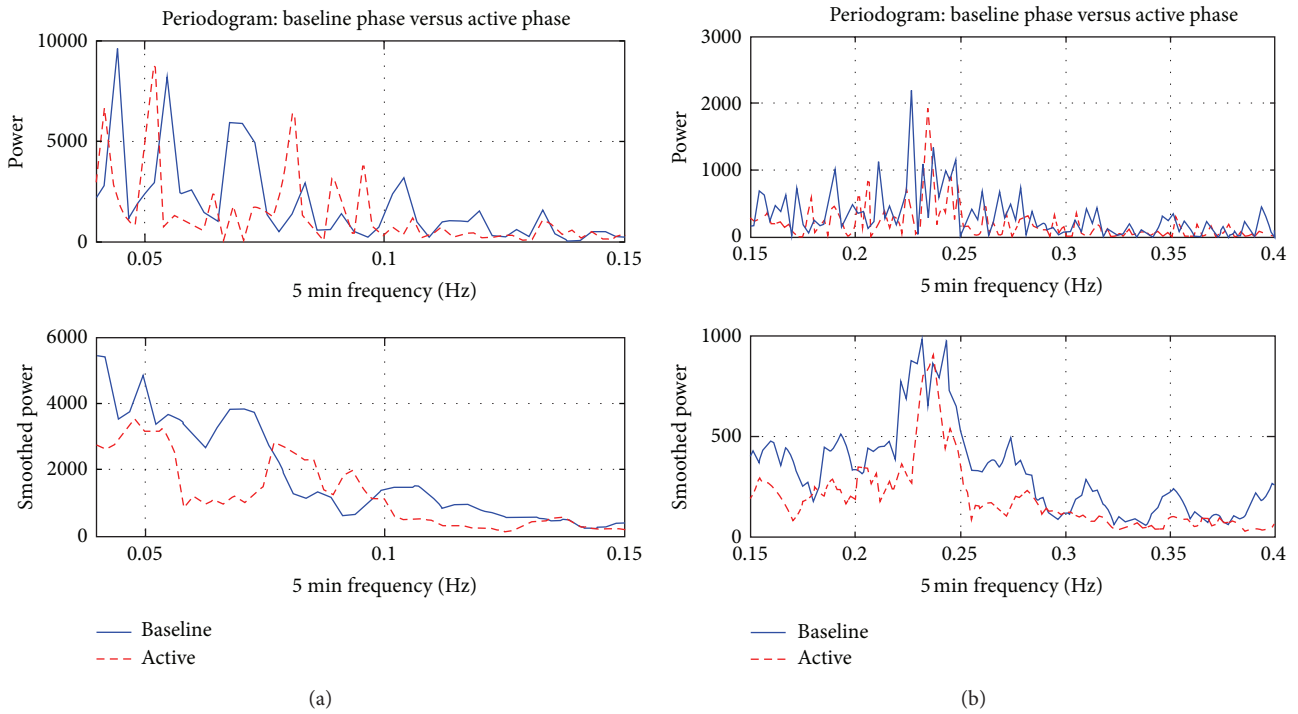 Periodogram: baseline phase versus active phase
10000
5000
0
Power
0.05
0.1
0.15
5 min frequency (Hz)
6000
4000
2000
0
Smoothed power
0.05
0.1
0.15
5 min frequency (Hz)
Baseline
Active
(a)
Periodogram: baseline phase versus active phase
3000
2000
1000
0
Power
0.15
0.2
0.25
0.3
0.35
0.4
5 min frequency (Hz)
1000
500
0
Smoothed power
0.15
0.2
0.25
0.3
0.35
0.4
5 min frequency (Hz)
Baseline
Active
(b)